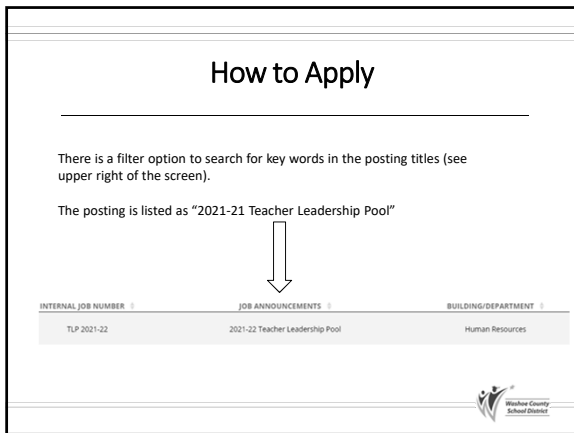 How to Apply
There is a filter option to search for key words in the posting titles (see
upper right of the screen).
The posting is listed as “2021-21 Teacher Leadership Pool”
INTERNAL JOB NUMBER JOB ANNOUNCEMENTS BUILDING/DEPARTMENT
TLP 2021-22 2021-22 Teacher Leadership Pool Human Resources
Washoe County
School District